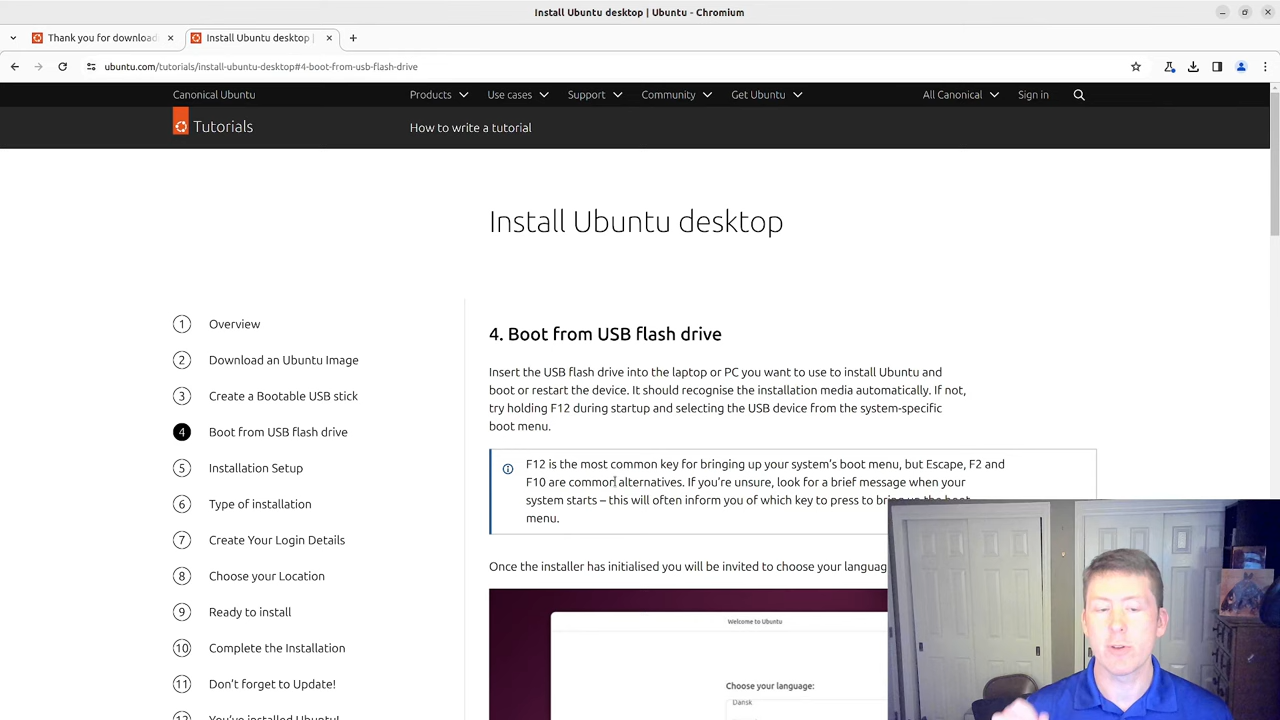 Install Ubuntu desktop | Ubuntu - Chromium
Thank you for downloa
Install Ubuntu desktop |
ubuntu.com/tutorials/install-ubuntu-desktop#4-boot-from-usb-flash-drive
Canonical Ubuntu
Products
Use cases
Support
Community
Get Ubuntu
All Canonical
Sign in
Tutorials
How to write a tutorial
Install Ubuntu desktop
1 Overview
2 Download an Ubuntu Image
3 Create a Bootable USB stick
4 Boot from USB flash drive
5 Installation Setup
6 Type of installation
7 Create Your Login Details
8 Choose your Location
9 Ready to install
10 Complete the Installation
11 Don't forget to Update!
12 You've installed Ubuntu!
4. Boot from USB flash drive
Insert the USB flash drive into the laptop or PC you want to use to install Ubuntu and
boot or restart the device. It should recognise the installation media automatically. If not,
try holding F12 during startup and selecting the USB device from the system-specific
boot menu.
F12 is the most common key for bringing up your system's boot menu, but Escape, F2 and
F10 are common alternatives. If you're unsure, look for a brief message when your
system starts – this will often inform you of which key to press to bring up the boot
menu.
Once the installer has initialised you will be invited to choose your languag
Welcome to Ubuntu
Choose your language:
Dansk